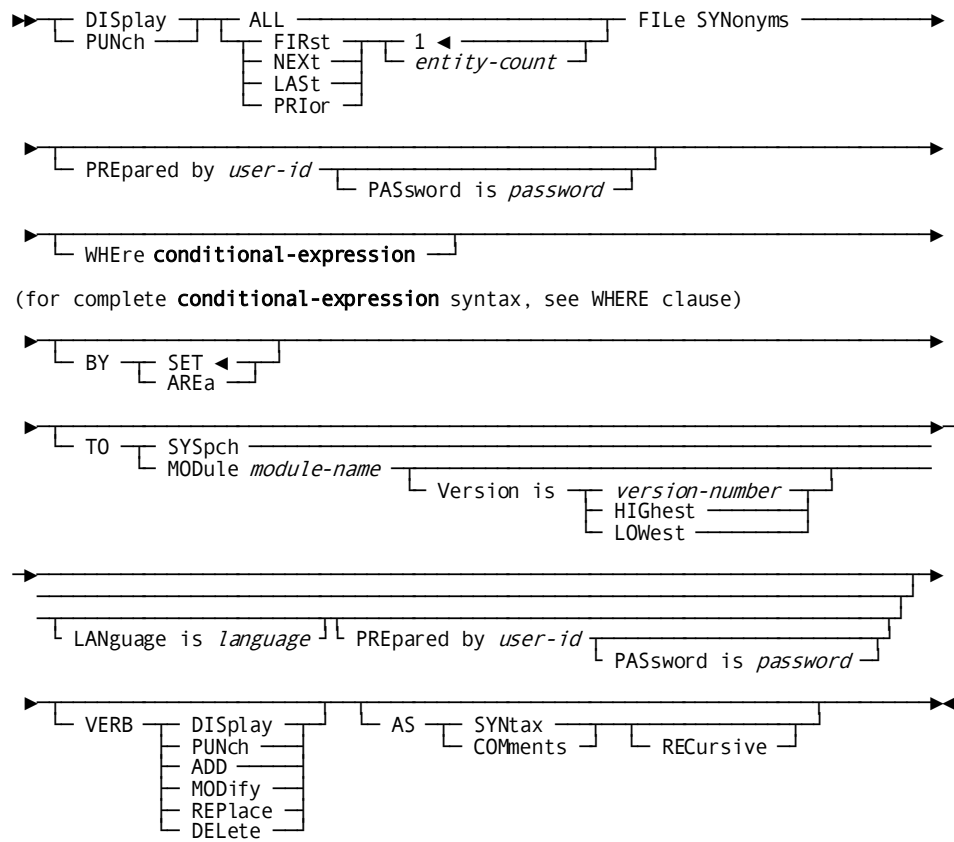 DISplay ALL FILe SYNonyms
PUNch FIRst 1
NEXt entity-count
LASt
PRIor
PREpared by user-id
PASsword is password
WHEre conditional-expression
(for complete conditional-expression syntax, see WHERE clause)
BY SET
AREa
TO SYSpch
MODule module-name
Version is version-number
HIGhest
LOWest
LANguage is language PREpared by user-id
PASsword is password
VERB DISplay AS SYNtax
PUNch COMments RECursive
ADD
MODify
REPlace
DELete